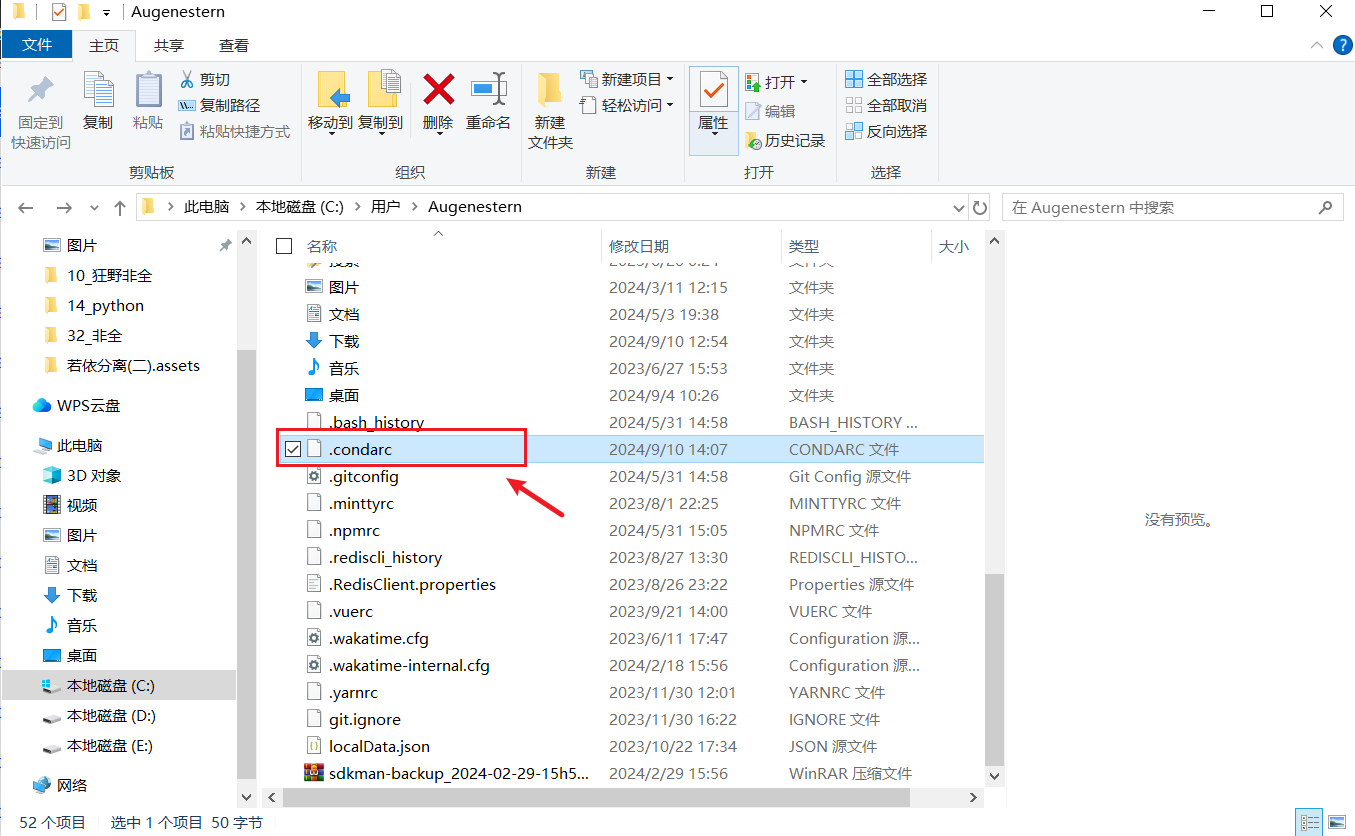 Augenestern
文件 主页 共享 查看
固定到快速访问
复制
粘贴
剪切
复制路径
粘贴快捷方式
剪贴板
移动到
复制到
删除
重命名
组织
新建文件夹
新建项目
轻松访问
新建
属性
打开
编辑
历史记录
打开
全部选择
全部取消
反向选择
选择
此电脑 本地磁盘 (C:) 用户 Augenestern
在 Augenestern 中搜索
图片
10_狂野非全
14_python
32_非全
若依分离(二).assets
WPS云盘
此电脑
3D 对象
视频
图片
文档
下载
音乐
桌面
本地磁盘 (C:)
本地磁盘 (D:)
本地磁盘 (E:)
网络
名称 修改日期 类型 大小
图片 2024/3/11 12:15 文件夹
文档 2024/5/3 19:38 文件夹
下载 2024/9/10 12:54 文件夹
音乐 2023/6/27 15:53 文件夹
桌面 2024/9/4 10:26 文件夹
.bash_history 2024/5/31 14:58 BASH_HISTORY ...
.condarc 2024/9/10 14:07 CONDARC 文件
.gitconfig 2024/5/31 14:58 Git Config 源文件
.minttyrc 2023/8/1 22:25 MINTTYRC 文件
.npmrc 2024/5/31 15:05 NPMRC 文件
.rediscli_history 2023/8/27 13:30 REDISCLI_HISTO...
.RedisClient.properties 2023/8/26 23:22 Properties 源文件
.vuerc 2023/9/21 14:00 VUERC 文件
.wakatime.cfg 2023/6/11 17:47 Configuration 源...
.wakatime-internal.cfg 2024/2/18 15:56 Configuration 源...
.yarnrc 2023/11/30 12:01 YARNRC 文件
git.ignore 2023/11/30 16:22 IGNORE 文件
localData.json 2023/10/22 17:34 JSON 源文件
sdkman-backup_2024-02-29-15h5... 2024/2/29 15:56 WinRAR 压缩文件
没有预览。
52 个项目 选中 1 个项目 50 字节